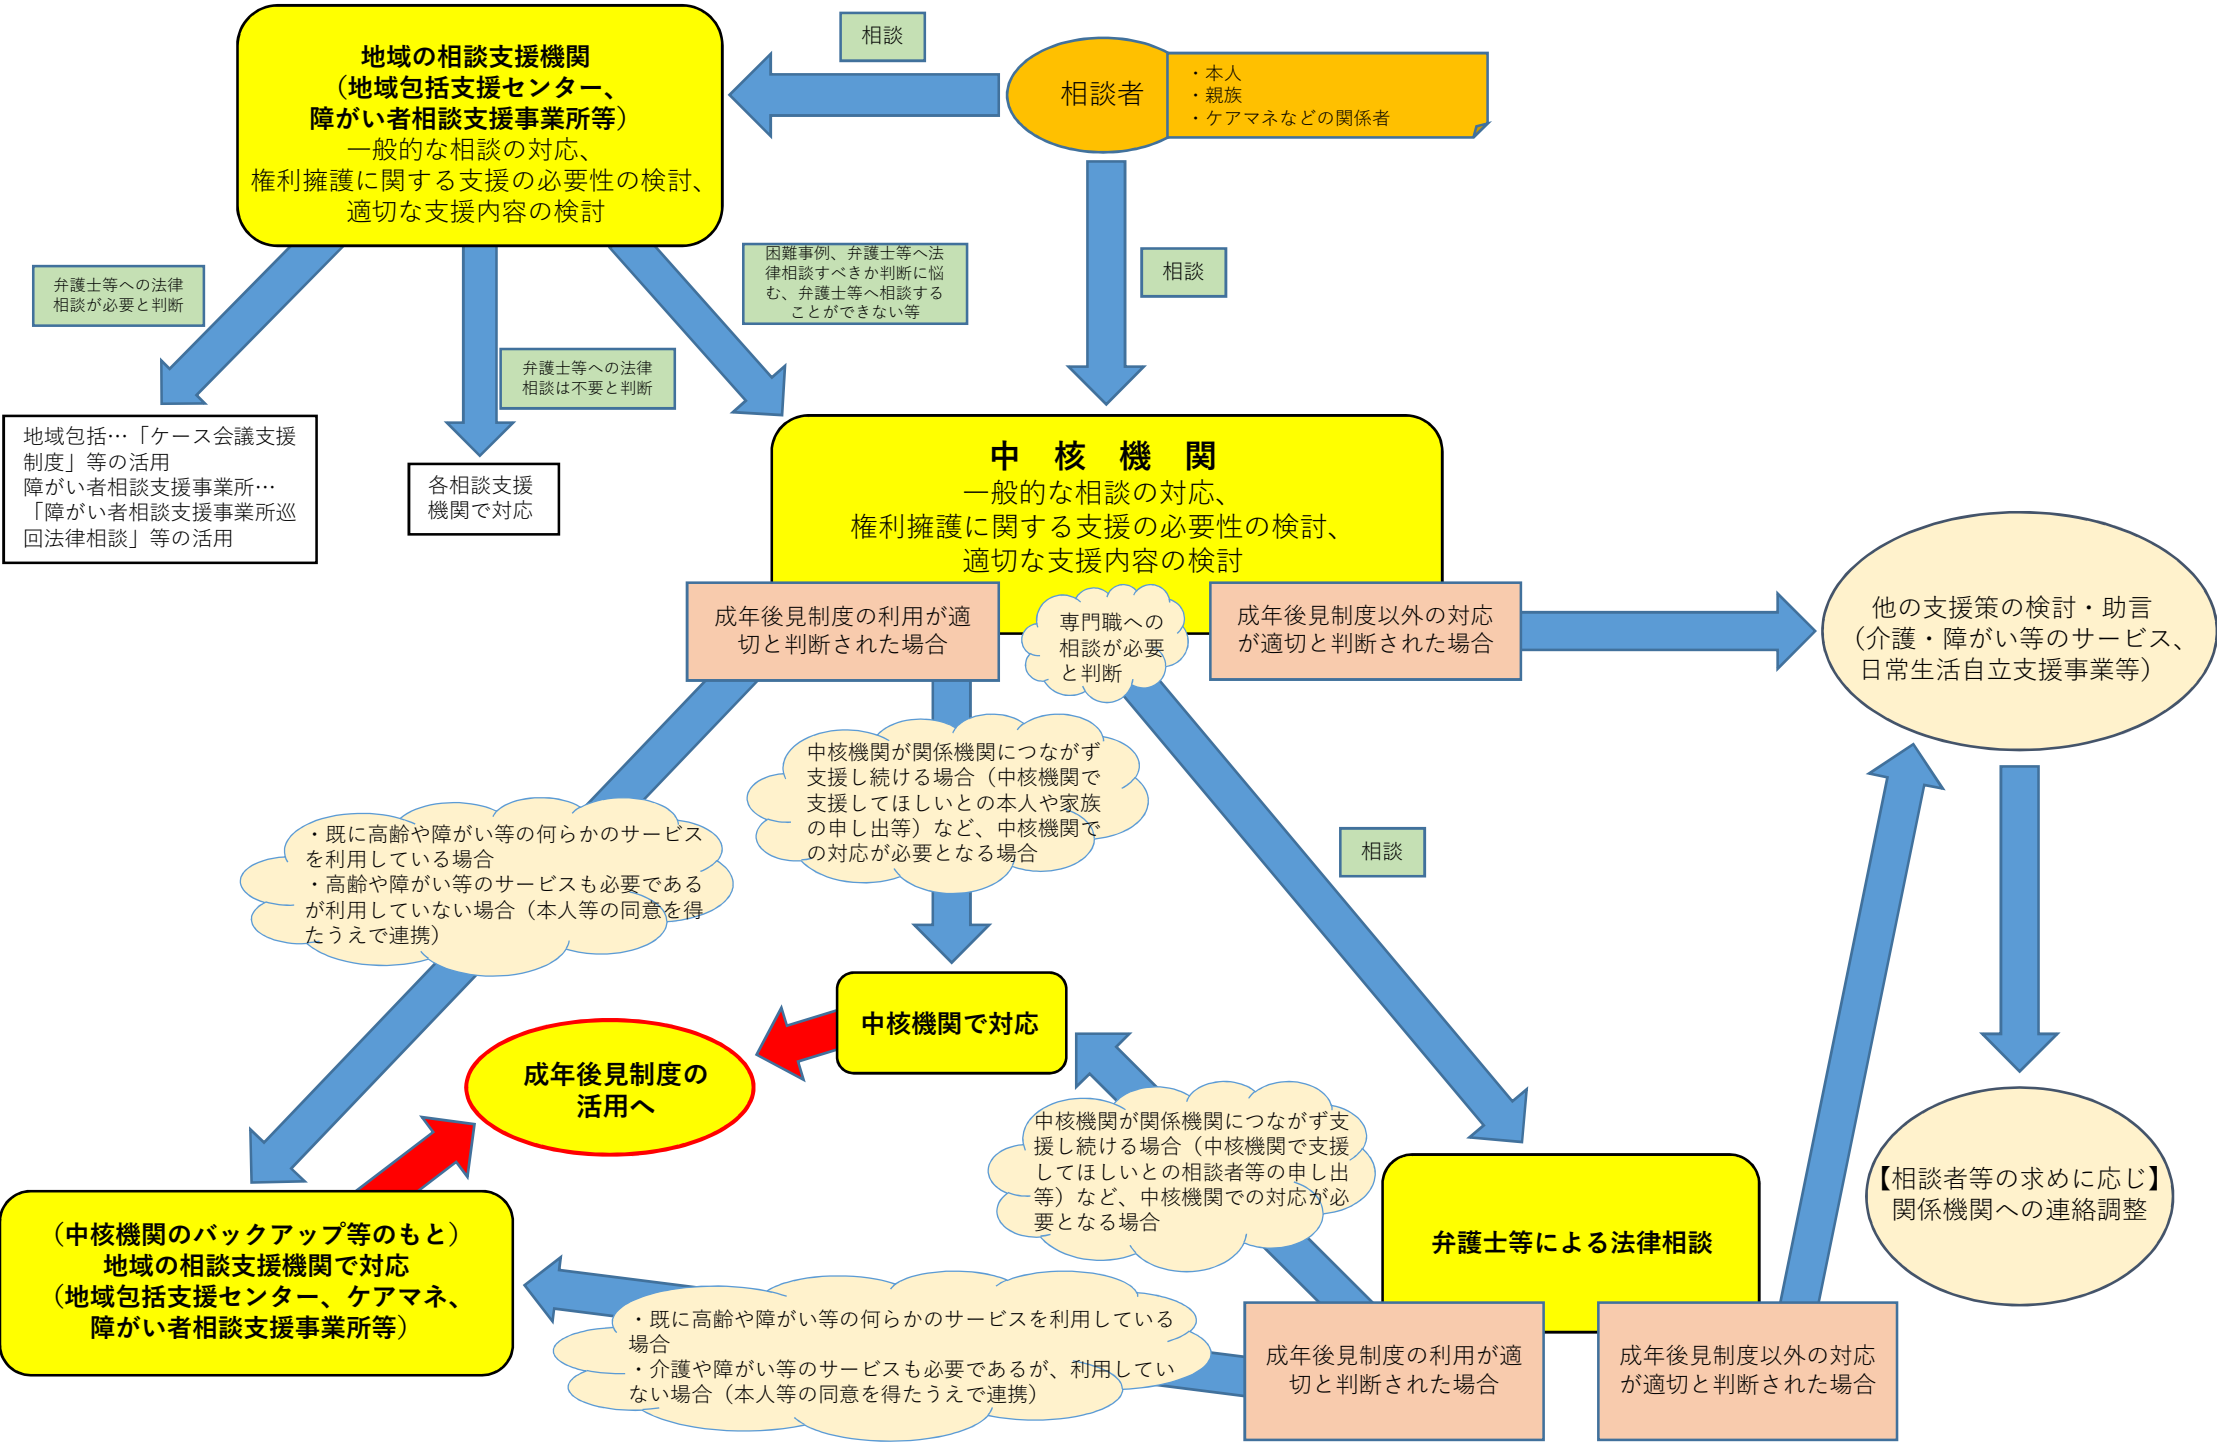 地域の相談支援機関
（地域包括支援センター、
障がい者相談支援事業所等）
一般的な相談の対応、
権利擁護に関する支援の必要性の検討、
適切な支援内容の検討
相談
相談者
・本人
・親族
・ケアマネなどの関係者
弁護士等への法律
相談が必要と判断
弁護士等への法律
相談は不要と判断
困難事例、弁護士等へ法
律相談すべきか判断に悩
む、弁護士等へ相談する
ことができない等
相談
地域包括…「ケース会議支援
制度」等の活用
障がい者相談支援事業所…
「障がい者相談支援事業所巡
回法律相談」等の活用
各相談支援
機関で対応
中　核　機　関
一般的な相談の対応、
権利擁護に関する支援の必要性の検討、
適切な支援内容の検討
成年後見制度の利用が適
切と判断された場合
専門職への
相談が必要
と判断
成年後見制度以外の対応
が適切と判断された場合
他の支援策の検討・助言
（介護・障がい等のサービス、
日常生活自立支援事業等）
中核機関が関係機関につながず
支援し続ける場合（中核機関で
支援してほしいとの本人や家族
の申し出等）など、中核機関で
の対応が必要となる場合
・既に高齢や障がい等の何らかのサービス
を利用している場合
・高齢や障がい等のサービスも必要である
が利用していない場合（本人等の同意を得
たうえで連携）
相談
中核機関で対応
成年後見制度の
活用へ
中核機関が関係機関につながず支
援し続ける場合（中核機関で支援
してほしいとの相談者等の申し出
等）など、中核機関での対応が必
要となる場合
【相談者等の求めに応じ】
関係機関への連絡調整
（中核機関のバックアップ等のもと）
地域の相談支援機関で対応
（地域包括支援センター、ケアマネ、
障がい者相談支援事業所等）
弁護士等による法律相談
・既に高齢や障がい等の何らかのサービスを利用している
場合
・介護や障がい等のサービスも必要であるが、利用してい
ない場合（本人等の同意を得たうえで連携）
成年後見制度の利用が適
切と判断された場合
成年後見制度以外の対応
が適切と判断された場合